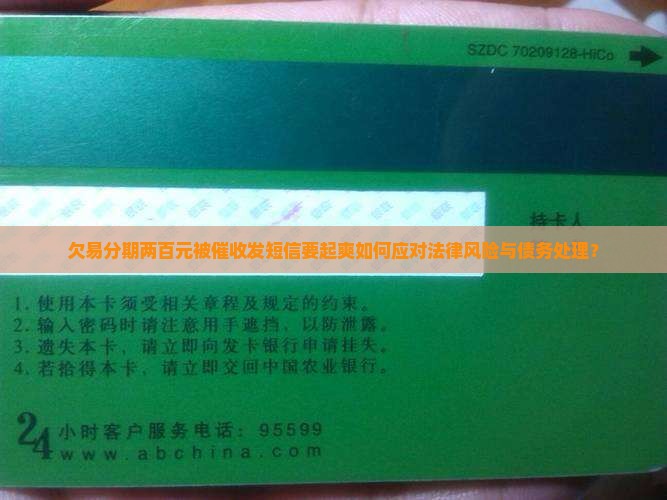 SZDC 70209128-HiCo
持卡人
欠易分期两百元被催收发短信要起爽如何应对法律风险与债务处理？
1. 使用本卡须受相关章程及规定的约束。
2. 输入密码时请注意用手遮挡，以防泄露。
3. 遗失本卡，请立即向发卡银行申请挂失。
4. 若拾得本卡，请立即交回中国农业银行。
24小时客户服务电话：95599
www.abchina.com